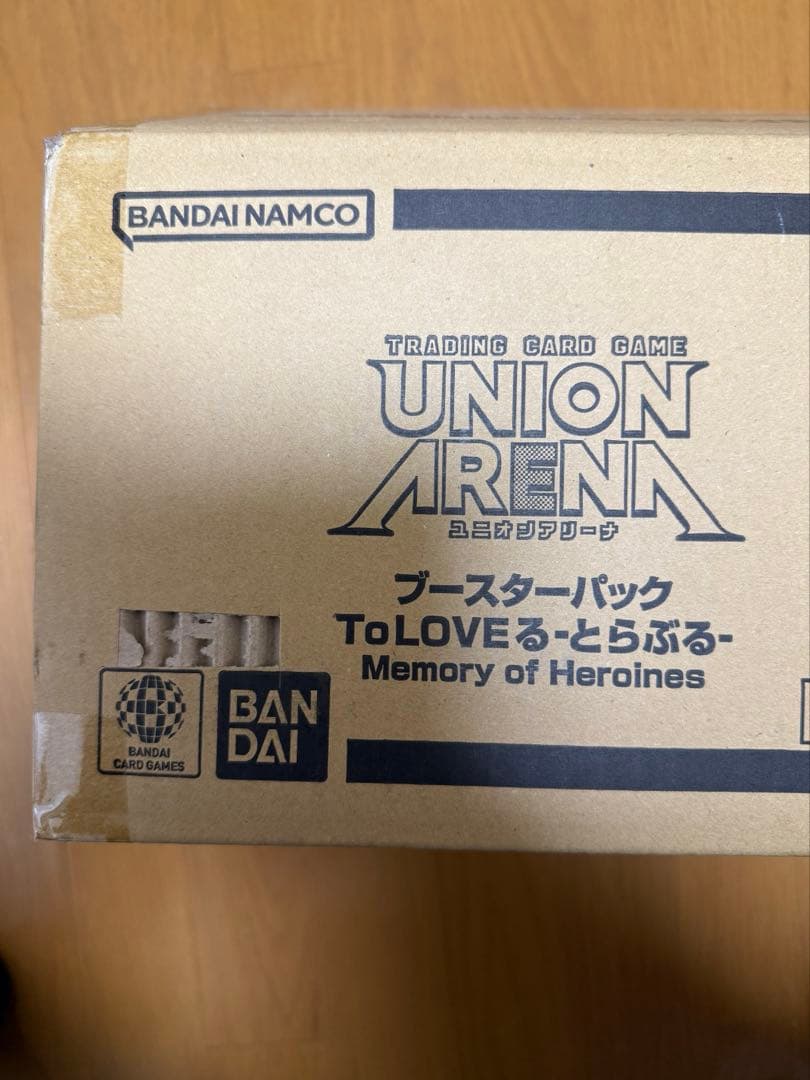 BANDAI NAMCO
TRADING CARD GAME
UNION
ARENA
ユニオンアリーナ
ブースターパック
ToLOVEる-とらぶる-
Memory of Heroines
BANDAI
CARD GAMES
BAN
DAI